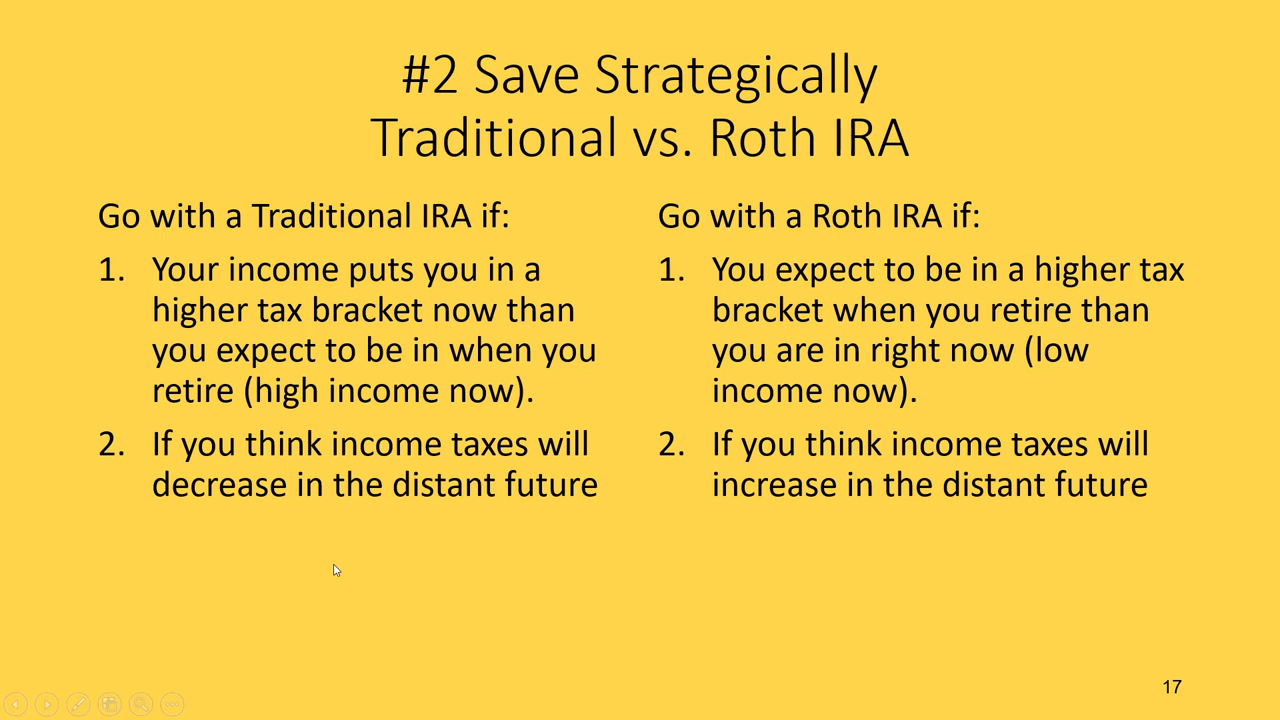 #2 Save Strategically
Traditional vs. Roth IRA
Go with a Traditional IRA if:
1. Your income puts you in a
higher tax bracket now than
you expect to be in when you
retire (high income now).
2. If you think income taxes will
decrease in the distant future
Go with a Roth IRA if:
1. You expect to be in a higher tax
bracket when you retire than
you are in right now (low
income now).
2. If you think income taxes will
increase in the distant future
17